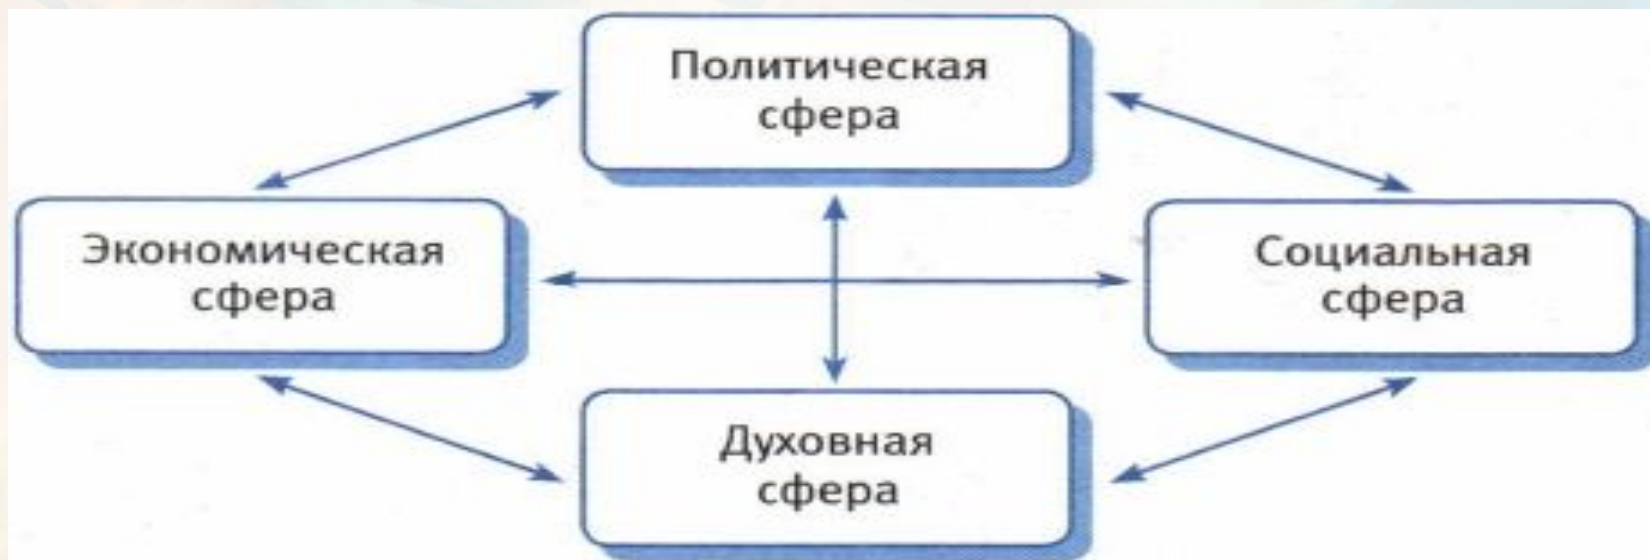 Политическая
сфера
Экономическая
сфера
Социальная
сфера
Духовная
сфера